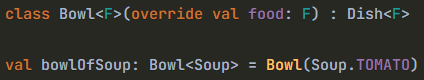 class Bowl<F>(override val food: F) : Dish<F>
val bowlOfSoup: Bowl<Soup> = Bowl(Soup.TOMATO)